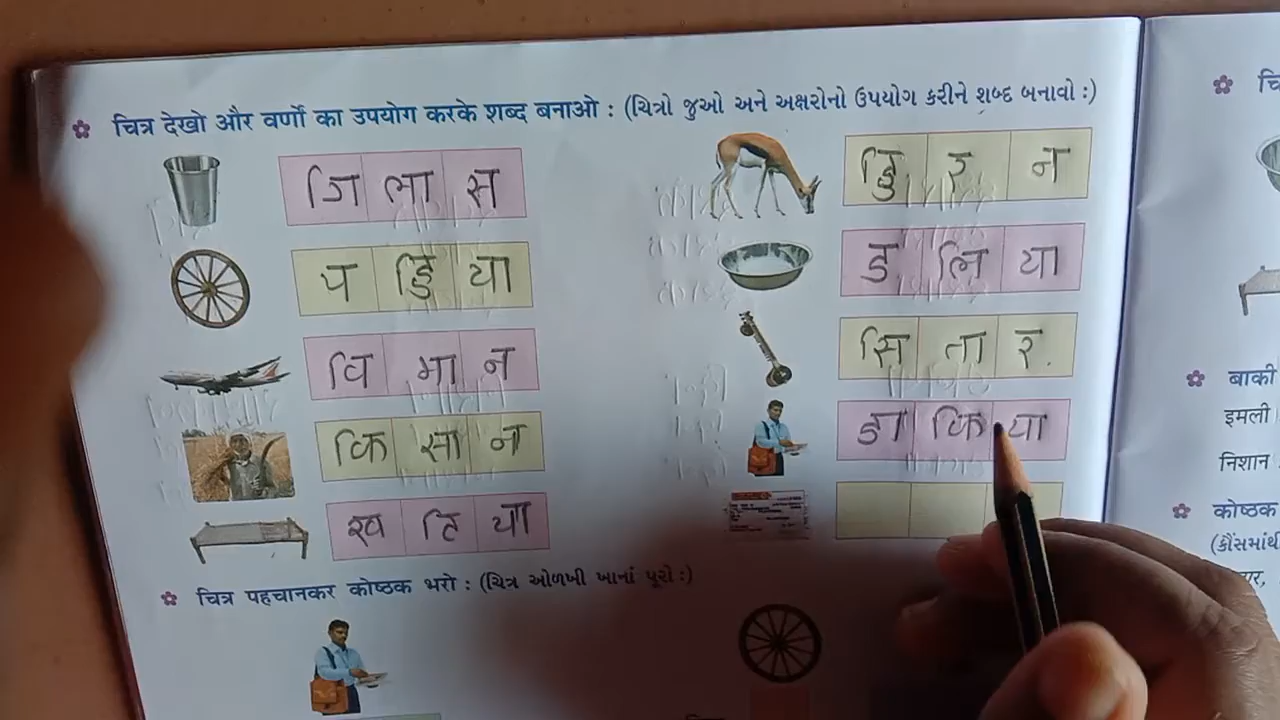 चित्र देखो और वर्णों का उपयोग करके शब्द बनाओ : (ચિત્રો જુઓ અને અક્ષરોનો ઉપયોગ કરીને શબ્દ બનાવો :)
जि ला स
हि र न
प हि या
ड लि या
वि मा न
सि ता र
कि सा न
डा कि या
ख टि या
चित्र पहचानकर कोष्ठक भरो : (ચિત્ર ઓળખી ખાનાં પૂરો :)
बाकी
इमली
निशान
कोष्ठक
(કૌંસમાંથી